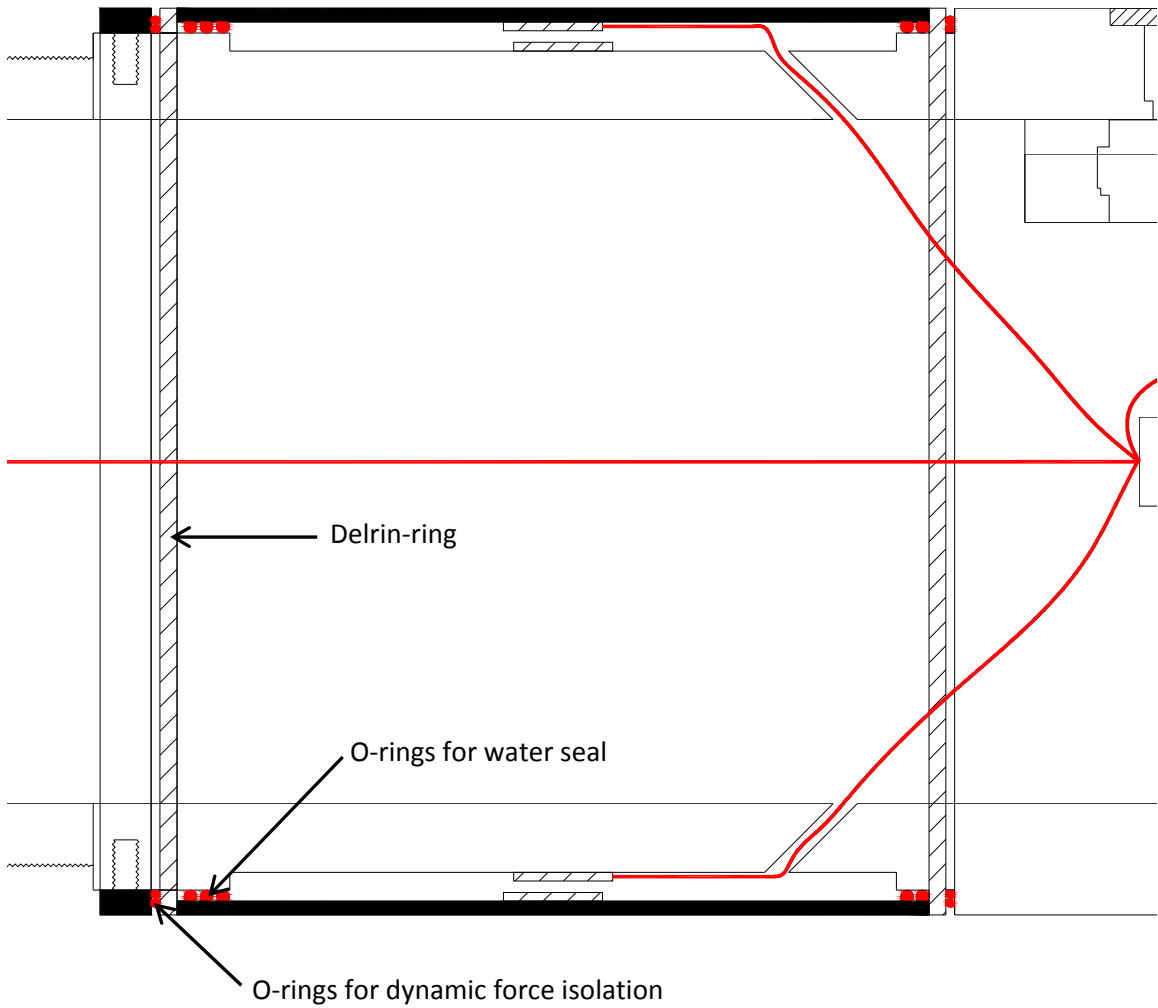 Delrin-ring
O-rings for water seal
O-rings for dynamic force isolation